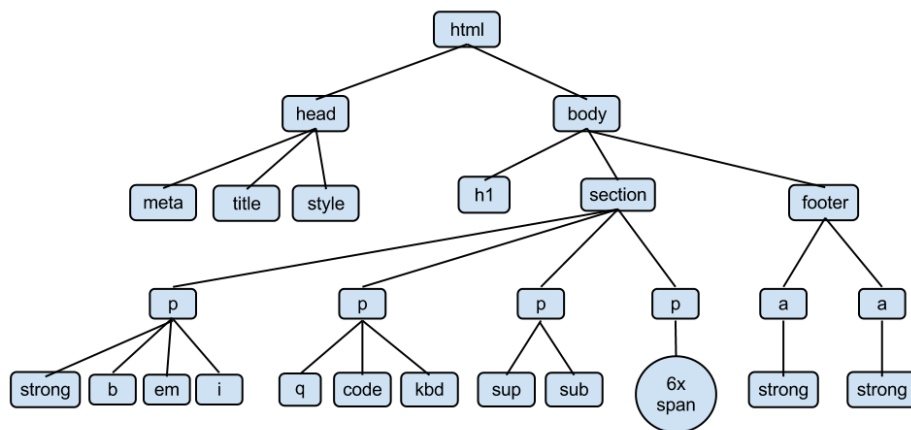 html
head
body
meta
title
style
h1
section
footer
p
p
p
p
a
a
strong
b
em
i
q
code
kbd
sup
sub
6x
span
strong
strong